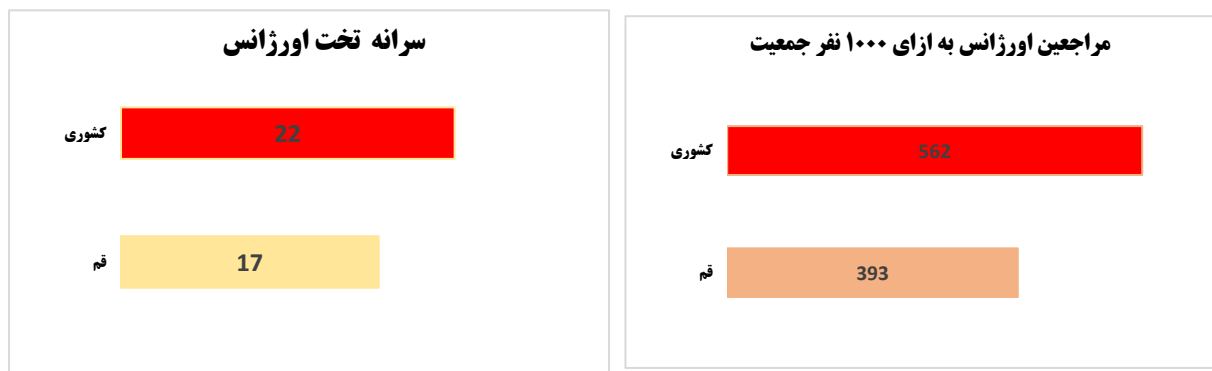 مراجعین اورژانس به ازای ۱۰۰۰ نفر جمعیت
کشوری
562
قم
393
سرانه تخت اورژانس
کشوری
22
قم
17